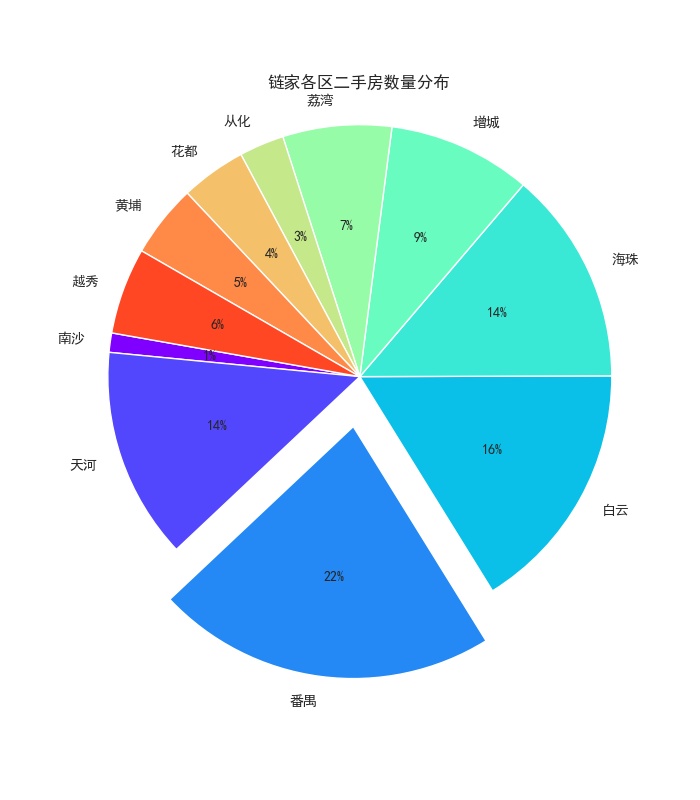 链家各区二手房数量分布
荔湾
从化
增城
花都
黄埔
越秀
南沙
天河
番禺
白云
海珠
7%
3%
9%
4%
5%
6%
1%
14%
22%
16%
14%